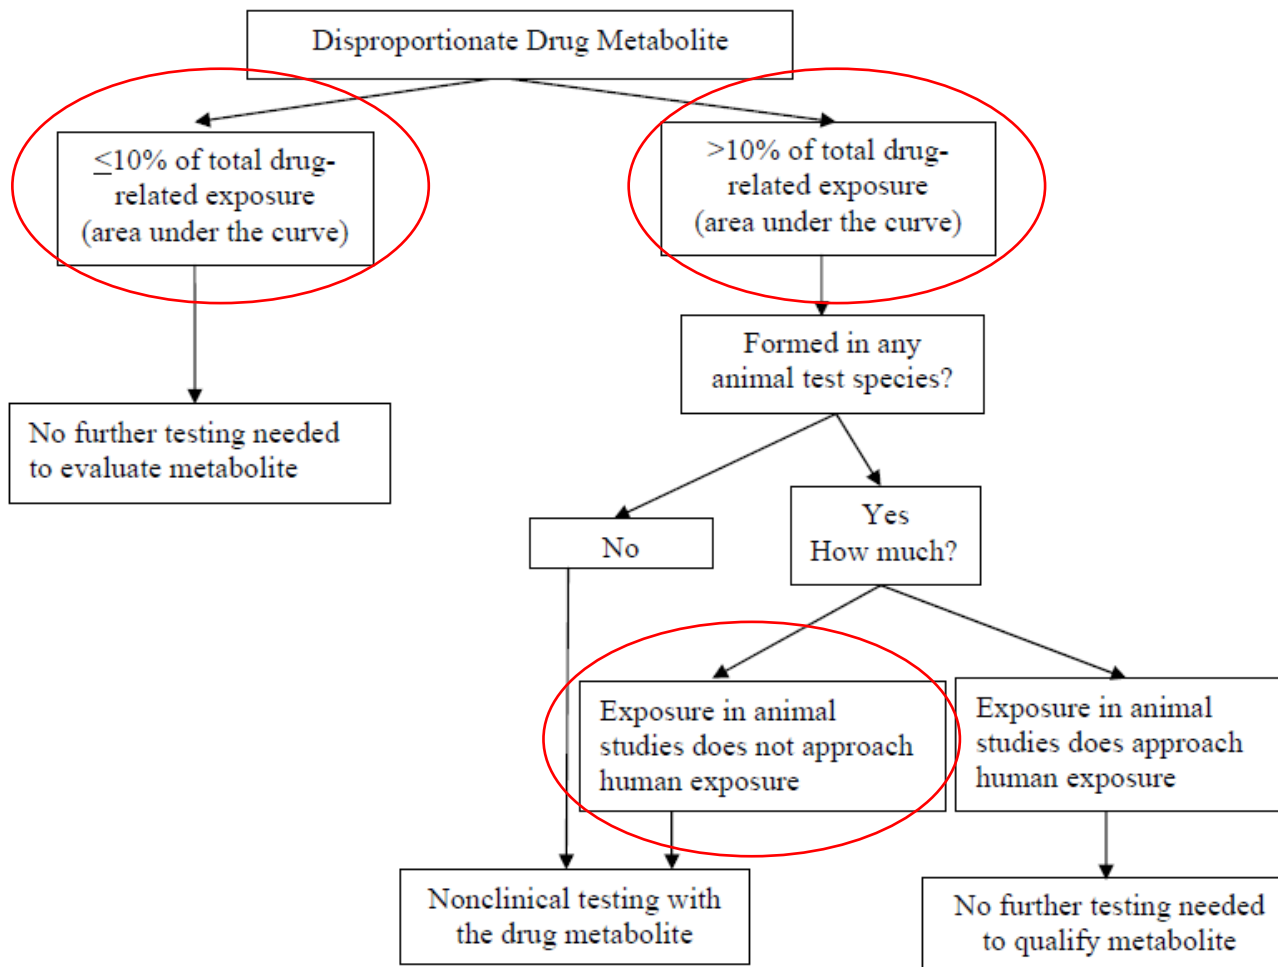 Disproportionate Drug Metabolite
≤10% of total drug-
related exposure
(area under the curve)
>10% of total drug-
related exposure
(area under the curve)
Formed in any
animal test species?
No further testing needed
to evaluate metabolite
No
Yes
How much?
Exposure in animal
studies does not approach
human exposure
Exposure in animal
studies does approach
human exposure
Nonclinical testing with
the drug metabolite
No further testing needed
to qualify metabolite